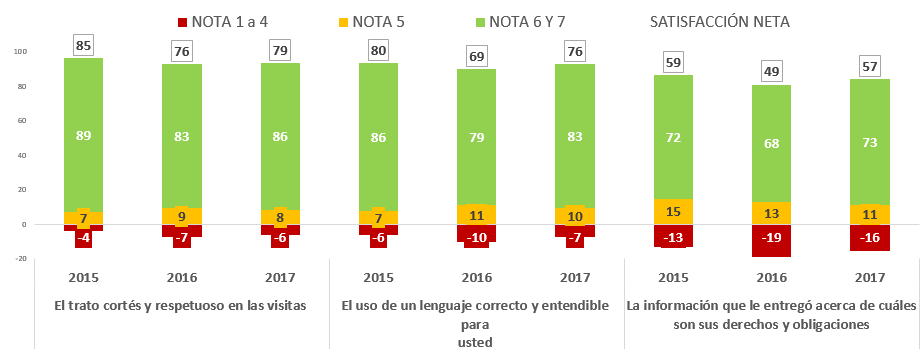 NOTA 1 a 4 NOTA 5 NOTA 6 Y 7 SATISFACCIÓN NETA
85 76 79 80 69 76 59 49 57
100
80
60
40
20
0
-20
89 83 86 86 79 83 72 68 73
7 9 8 7 11 10 15 13 11
-4 -7 -6 -6 -10 -7 -13 -19 -16
2015 2016 2017 2015 2016 2017 2015 2016 2017
El trato cortés y respetuoso en las visitas
El uso de un lenguaje correcto y entendible
para
usted
La información que le entregó acerca de cuáles
son sus derechos y obligaciones